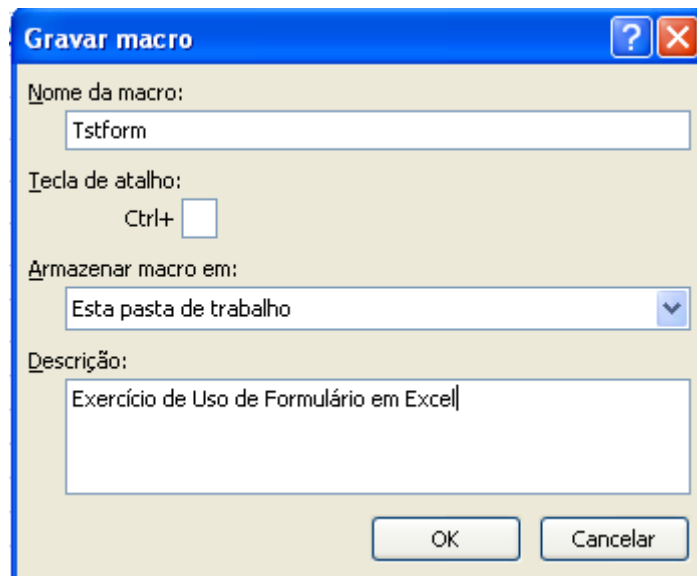 Gravar macro
Nome da macro:
Tstform
Tecla de atalho:
Ctrl+
Armazenar macro em:
Esta pasta de trabalho
Descrição:
Exercício de Uso de Formulário em Excel
OK
Cancelar